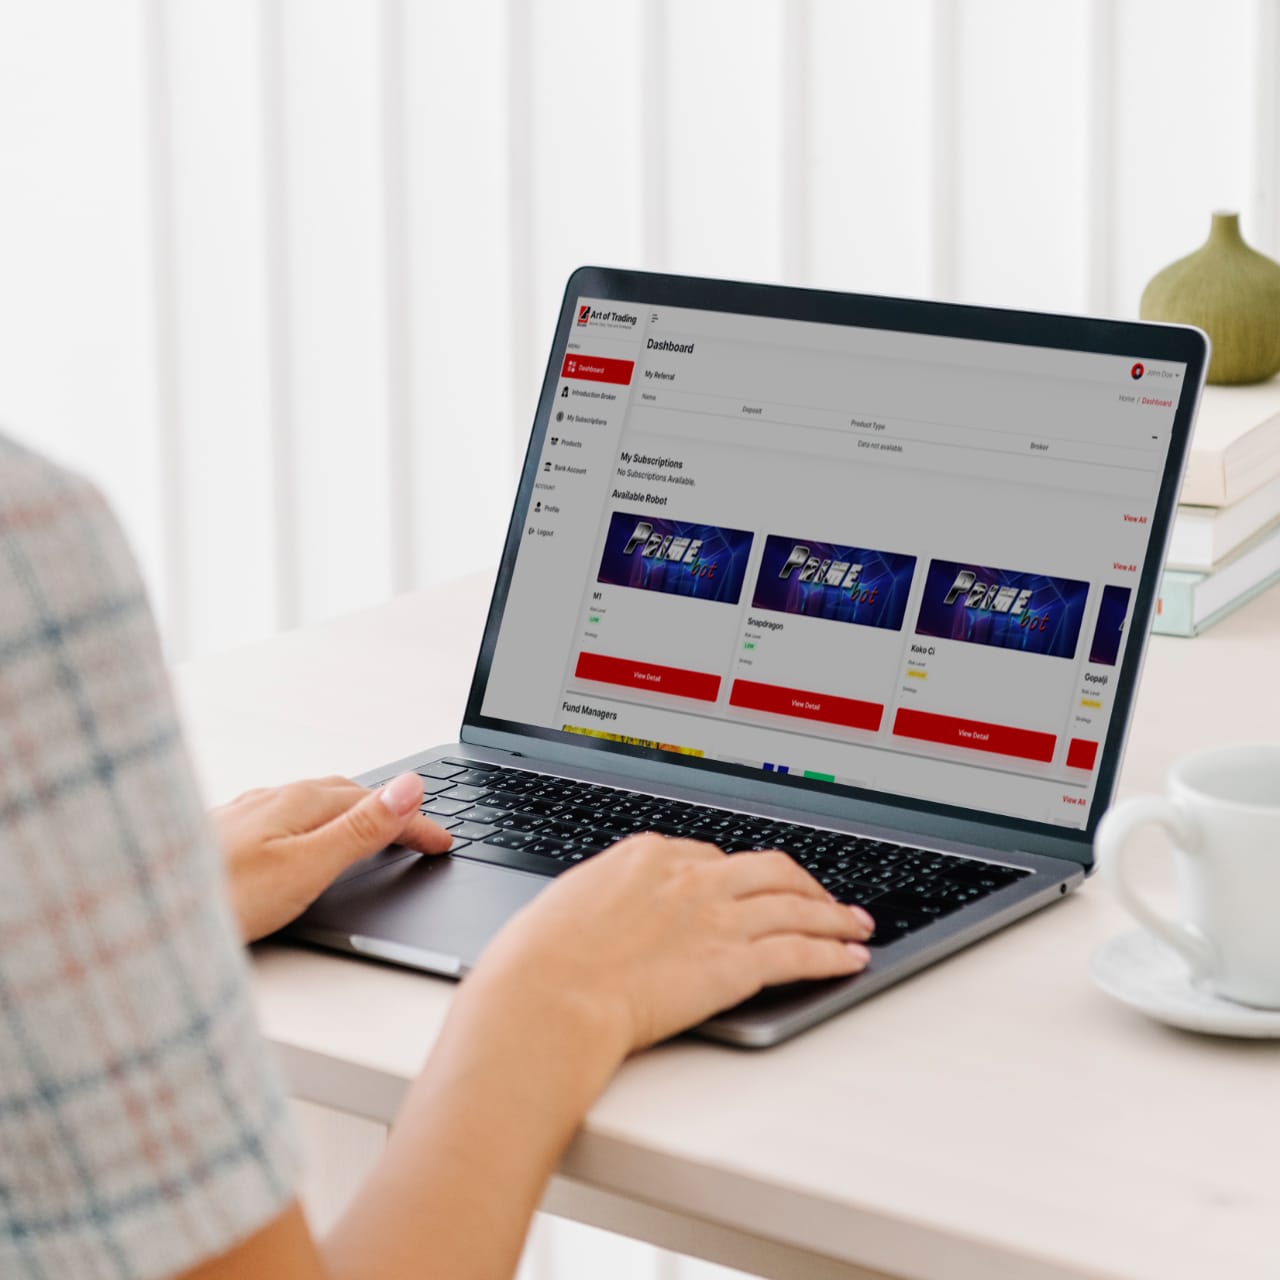 Art of Trading
MENU
Dashboard
Introduction Broker
My Subscriptions
Products
Bank Account
ACCOUNT
Profile
Logout
John Doe
Dashboard
Home / Dashboard
My Referral
Name Deposit Product Type Broker
Data not available.
My Subscriptions
No Subscriptions Available.
View All
Available Robot
View All
PRIME bot
PRIME bot
PRIME bot
M1
Risk Level
LOW
Strategy
-
View Detail
Snapdragon
Risk Level
LOW
Strategy
-
View Detail
Koko Ci
Risk Level
MEDIUM
Strategy
-
View Detail
Gopalji
Risk Level
MEDIUM
Strategy
-
Fund Managers
View All